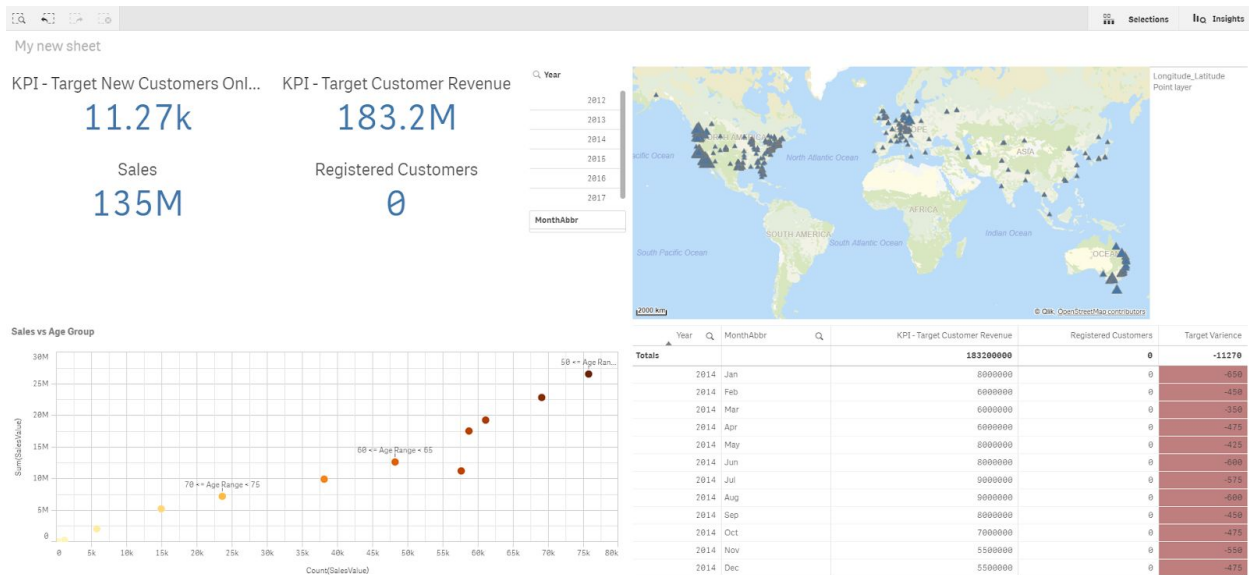 Selections
Insights
My new sheet
KPI - Target New Customers Onl...
11.27k
KPI - Target Customer Revenue
183.2M
Sales
135M
Registered Customers
0
Year
2012
2013
2014
2015
2016
2017
MonthAbbr
NORTH AMERICA
EUROPE
ASIA
Pacific Ocean
North Atlantic Ocean
AFRICA
SOUTH AMERICA
South Atlantic Ocean
Indian Ocean
South Pacific Ocean
OCEA
2000 km
© Qlik, OpenStreetMap contributors
Longitude_Latitude
Point layer
Sales vs Age Group
Sum(SalesValue)
30M
25M
20M
15M
10M
5M
0
50 <= Age Ran...
60 <= Age Range < 65
70 <= Age Range < 75
0 5k 10k 15k 20k 25k 30k 35k 40k 45k 50k 55k 60k 65k 70k 75k 80k
Count(SalesValue)
Year MonthAbbr KPI - Target Customer Revenue Registered Customers Target Varience
Totals 183200000 0 -11270
2014 Jan 8000000 0 -650
2014 Feb 6000000 0 -450
2014 Mar 6000000 0 -350
2014 Apr 6000000 0 -475
2014 May 8000000 0 -425
2014 Jun 8000000 0 -600
2014 Jul 9000000 0 -575
2014 Aug 9000000 0 -600
2014 Sep 8000000 0 -450
2014 Oct 7000000 0 -475
2014 Nov 5500000 0 -550
2014 Dec 5500000 0 -475